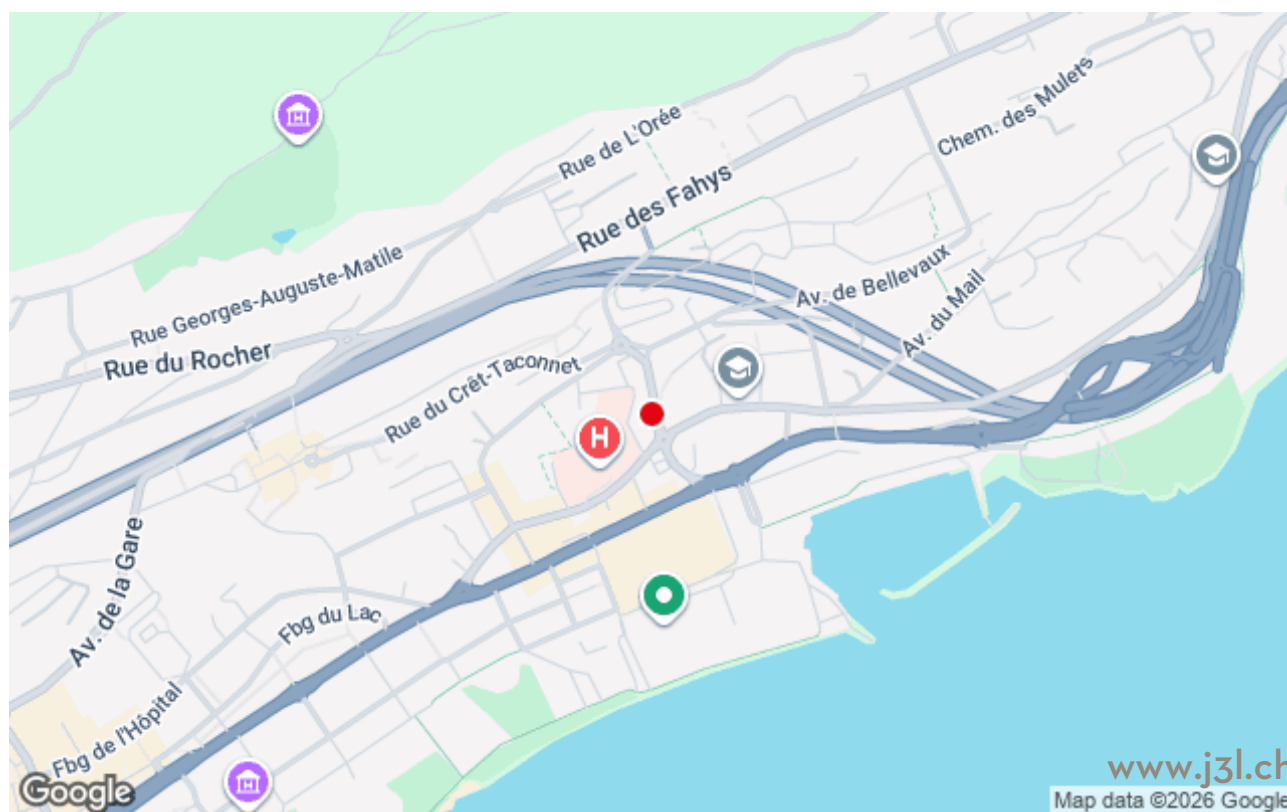 Chem. des Mulets
Rue de L'Orée
Rue des Fahys
Rue Georges-Auguste-Matile
Av. de Bellevaux
Av. du Mail
Rue du Rocher
Rue du Crêt-Taconnet
H
Av. de la Gare
Fbg du Lac
Fbg de l'Hôpital
www.j3l.ch
Google
Map data ©2026 Google